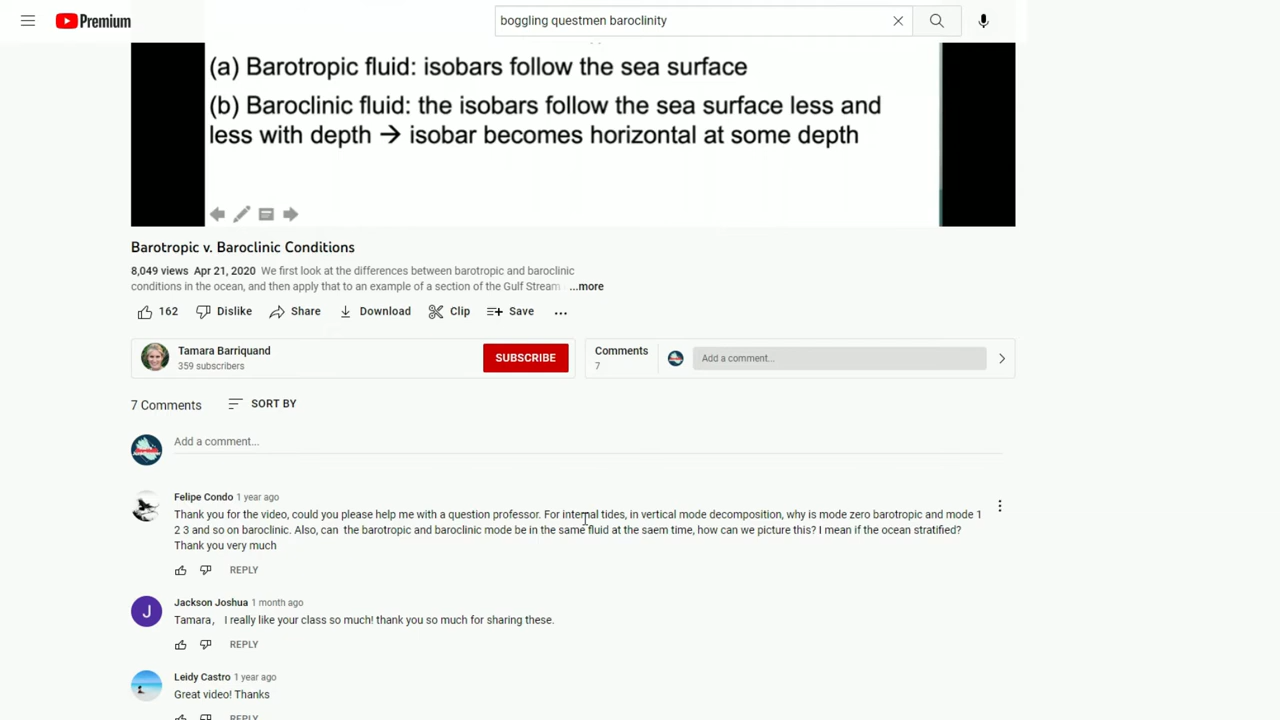 Premium
boggling questmen baroclinity
(a) Barotropic fluid: isobars follow the sea surface
(b) Baroclinic fluid: the isobars follow the sea surface less and
less with depth → isobar becomes horizontal at some depth
Barotropic v. Baroclinic Conditions
8,049 views Apr 21, 2020 We first look at the differences between barotropic and baroclinic
conditions in the ocean, and then apply that to an example of a section of the Gulf Stream ...more
162 Dislike Share Download Clip Save
Tamara Barriquand
359 subscribers
SUBSCRIBE
Comments
7
Add a comment...
7 Comments SORT BY
Add a comment...
Felipe Condo 1 year ago
Thank you for the video, could you please help me with a question professor. For internal tides, in vertical mode decomposition, why is mode zero barotropic and mode 1
2 3 and so on baroclinic. Also, can the barotropic and baroclinic mode be in the same fluid at the saem time, how can we picture this? I mean if the ocean stratified?
Thank you very much
REPLY
J
Jackson Joshua 1 month ago
Tamara， I really like your class so much! thank you so much for sharing these.
REPLY
Leidy Castro 1 year ago
Great video! Thanks
REPLY